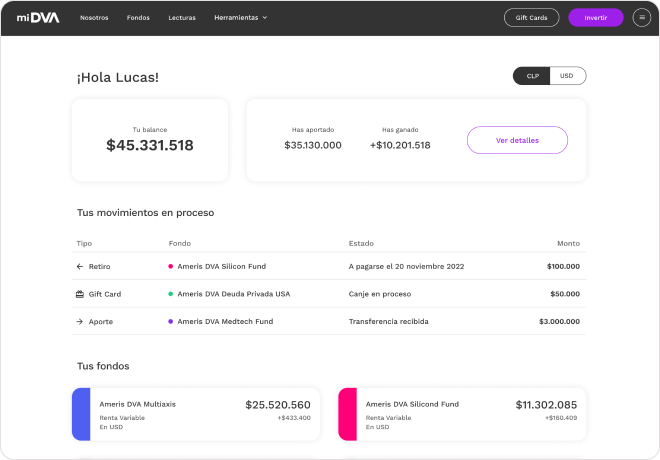 miDVA Nosotros Fondos Lecturas Herramientas Gift Cards Invertir
¡Hola Lucas! CLP USD
Tu balance
$45.331.518
Has aportado Has ganado
$35.130.000 +$10.201.518
Ver detalles
Tus movimientos en proceso
Tipo Fondo Estado Monto
Retiro Ameris DVA Silicon Fund A pagarse el 20 noviembre 2022 $100.000
Gift Card Ameris DVA Deuda Privada USA Canje en proceso $50.000
Aporte Ameris DVA Medtech Fund Transferencia recibida $3.000.000
Tus fondos
Ameris DVA Multiaxis $25.520.560
Renta Variable +$433.400
En USD
Ameris DVA Silicond Fund $11.302.085
Renta Variable +$160.409
En USD